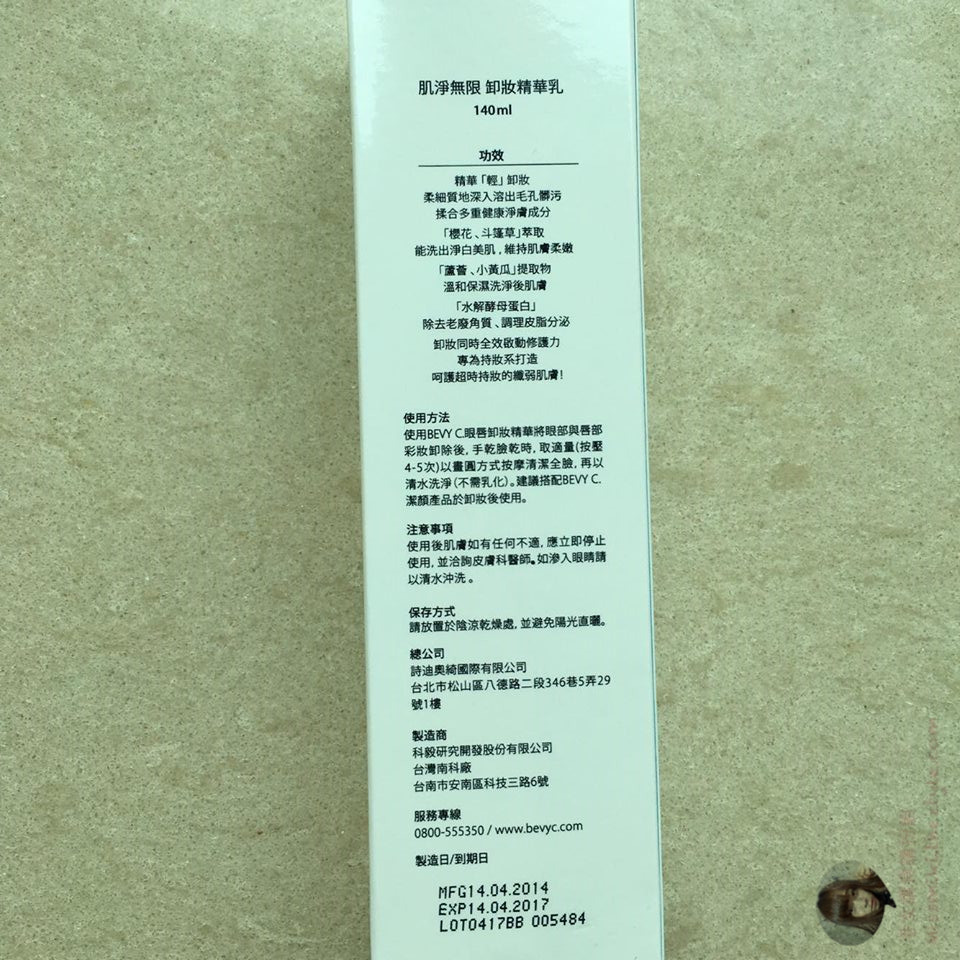 肌淨無限 卸妝精華乳
140ml
功效
精華「輕」卸妝
柔細質地深入溶出毛孔髒污
揉合多重健康淨膚成分
「櫻花、斗篷草」萃取
能洗出淨白美肌，維持肌膚柔嫩
「蘆薈、小黃瓜」提取物
溫和保濕洗淨後肌膚
「水解酵母蛋白」
除去老廢角質、調理皮脂分泌
卸妝同時全效啟動修護力
專為持妝系打造
呵護超時持妝的纖弱肌膚！
使用方法
使用BEVY C.眼唇卸妝精華將眼部與唇部
彩妝卸除後，手乾臉乾時，取適量(按壓
4-5次)以畫圓方式按摩清潔全臉，再以
清水洗淨(不需乳化)。建議搭配BEVY C.
潔顏產品於卸妝後使用。
注意事項
使用後肌膚如有任何不適，應立即停止
使用，並洽詢皮膚科醫師。如滲入眼睛請
以清水沖洗。
保存方式
請放置於陰涼乾燥處，並避免陽光直曬。
總公司
詩迪奧綺國際有限公司
台北市松山區八德路二段346巷5弄29
號1樓
製造商
科毅研究開發股份有限公司
台灣南科廠
台南市安南區科技三路6號
服務專線
0800-555350 / www.bevyc.com
製造日/到期日
MFG14.04.2014
EXP14.04.2017
LOT0417BB 005484